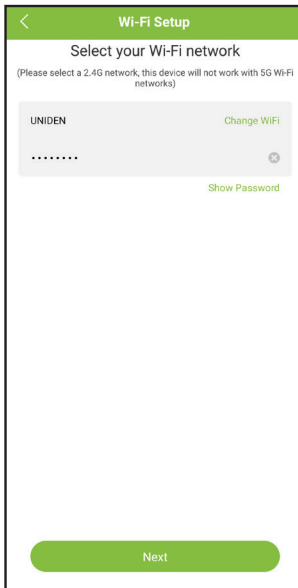 Wi-Fi Setup
Select your Wi-Fi network
(Please select a 2.4G network, this device will not work with 5G Wi-Fi
networks)
UNIDEN Change WiFi
••••••••
Show Password
Next